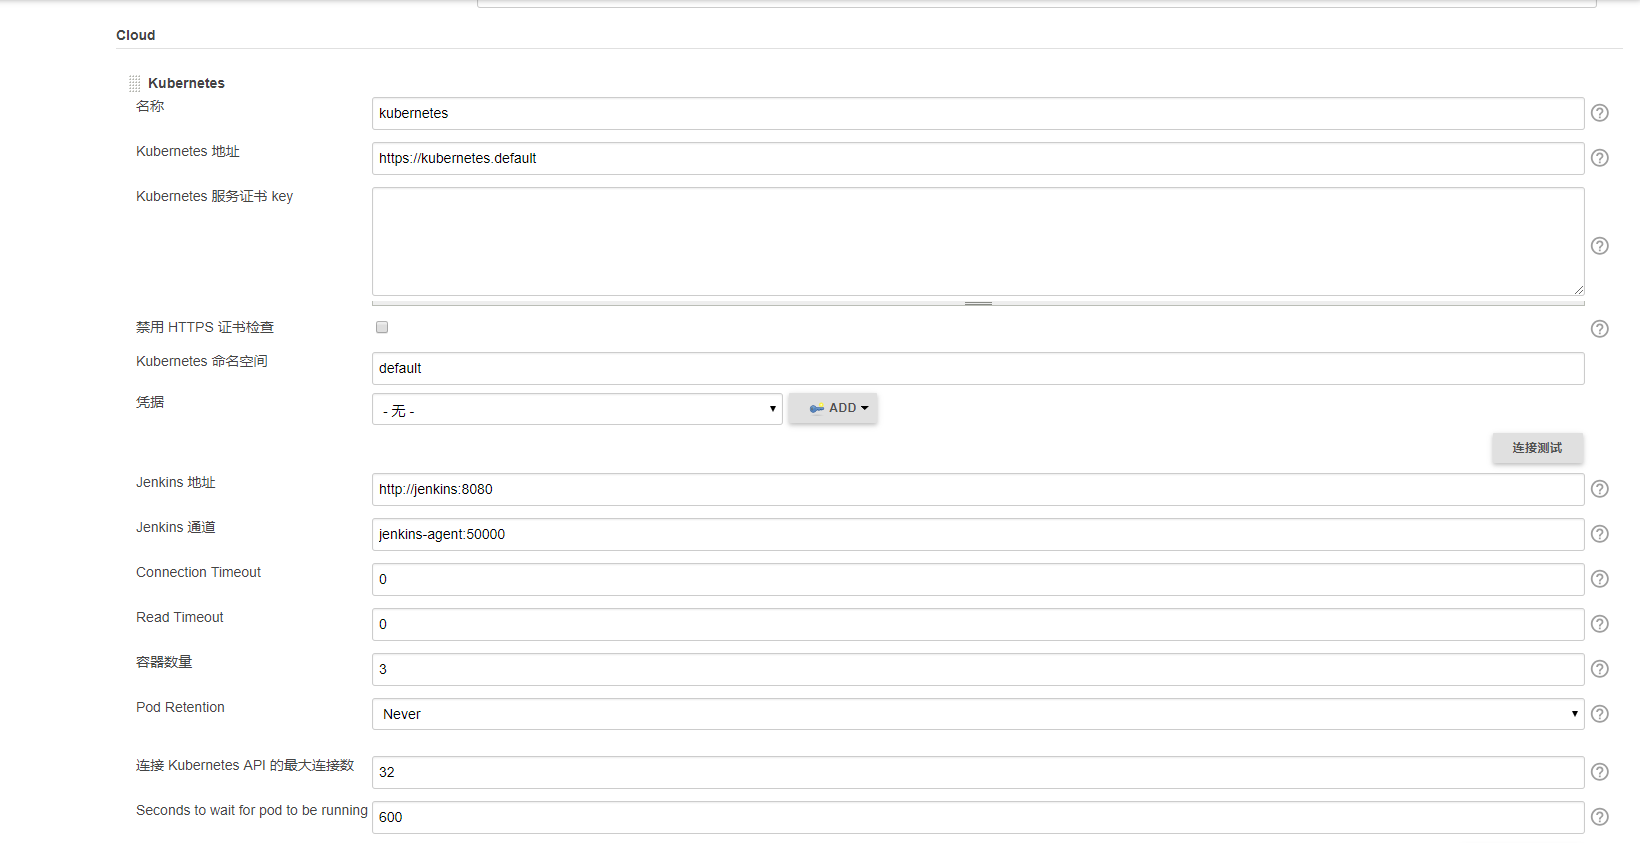 Cloud
Kubernetes
名称
kubernetes
Kubernetes 地址
https://kubernetes.default
Kubernetes 服务证书 key
禁用 HTTPS 证书检查
Kubernetes 命名空间
default
凭据
- 无 -
ADD
连接测试
Jenkins 地址
http://jenkins:8080
Jenkins 通道
jenkins-agent:50000
Connection Timeout
0
Read Timeout
0
容器数量
3
Pod Retention
Never
连接 Kubernetes API 的最大连接数
32
Seconds to wait for pod to be running
600